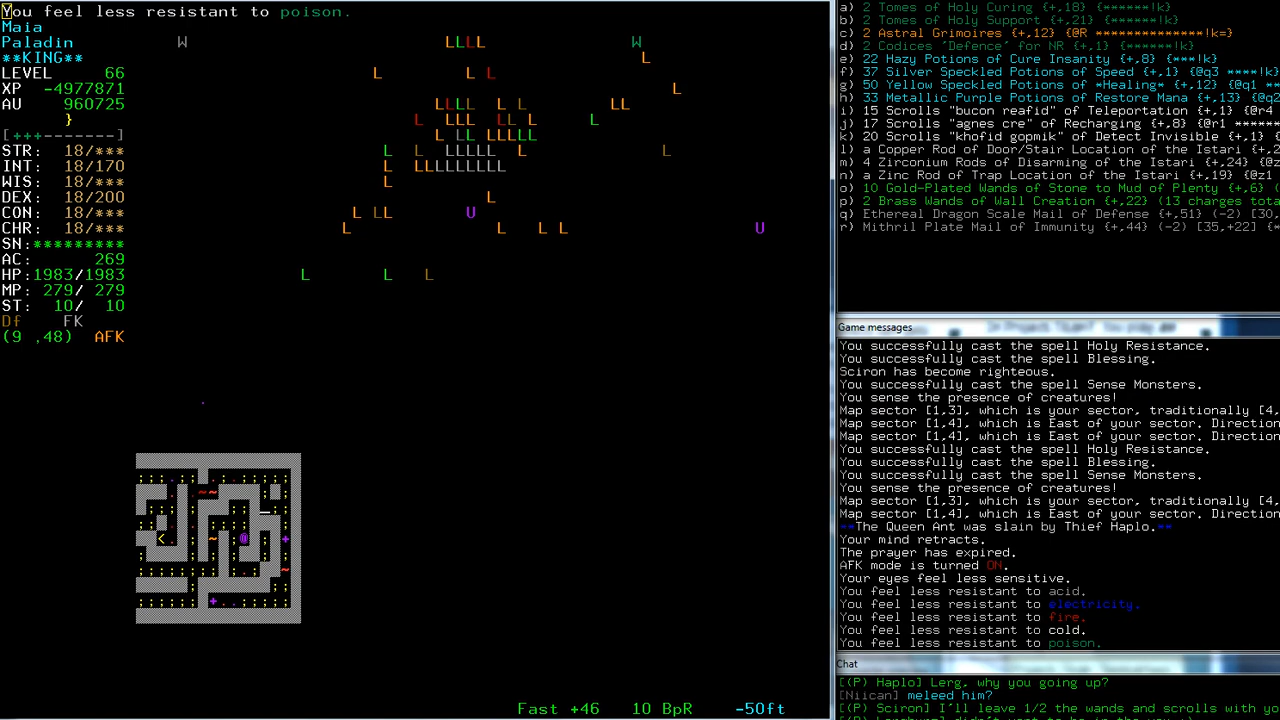 You feel less resistant to poison.
Maia
Paladin
**KING**
LEVEL 66
XP -4977871
AU 960725
}
[+++-------]
STR: 18/***
INT: 18/170
WIS: 18/***
DEX: 18/200
CON: 18/***
CHR: 18/***
SN:*********
AC: 269
HP:1983/1983
MP: 279/ 279
ST: 10/ 10
Df FK
(9 ,48) AFK
Fast +46 10 BpR -50ft
a) 2 Tomes of Holy Curing {+,18} {@******!k}
b) 2 Tomes of Holy Support {+,21}
c) 2 Astral Grimoires {+,12} {@R **************!k=}
d) 2 Codices 'Defence' for NR {+,1}
e) 22 Hazy Potions of Cure Insanity {+,8} {***!k}
f) 37 Silver Speckled Potions of Speed {+,1} {@q3 ****!k}
g) 50 Yellow Speckled Potions of *Healing* {+,12} {@q1
h) 33 Metallic Purple Potions of Restore Mana {+,13} {@q2
i) 15 Scrolls "bucon reafid" of Teleportation {+,1} {@r4
j) 17 Scrolls "agnes cre" of Recharging {+,8} {@r1
k) 20 Scrolls "khofid gopmik" of Detect Invisible {+,1}
l) a Copper Rod of Door/Stair Location of the Istari {+,2
m) 4 Zirconium Rods of Disarming of the Istari {+,24} {@z
n) a Zinc Rod of Trap Location of the Istari {+,19} {@z1
o) 10 Gold-Plated Wands of Stone to Mud of Plenty {+,6}
p) 2 Brass Wands of Wall Creation {+,22} (13 charges tota
q) Ethereal Dragon Scale Mail of Defense {+,51} (-2) [30,
r) Mithril Plate Mail of Immunity {+,44} (-2) [35,+22] {
Game messages
You successfully cast the spell Holy Resistance.
You successfully cast the spell Blessing.
Sciron has become righteous.
You successfully cast the spell Sense Monsters.
You sense the presence of creatures!
Map sector [1,3], which is your sector, traditionally [4,
Map sector [1,4], which is East of your sector. Direction
Map sector [1,4], which is East of your sector. Direction
You successfully cast the spell Holy Resistance.
You successfully cast the spell Blessing.
You successfully cast the spell Sense Monsters.
You sense the presence of creatures!
Map sector [1,3], which is your sector, traditionally [4,
Map sector [1,4], which is East of your sector. Direction
**The Queen Ant was slain by Thief Haplo.**
Your mind retracts.
The prayer has expired.
AFK mode is turned ON.
Your eyes feel less sensitive.
You feel less resistant to acid.
You feel less resistant to electricity.
You feel less resistant to fire.
You feel less resistant to cold.
You feel less resistant to poison.
Chat
[(P) Haplo] Lerg, why you going up?
[Niican] meleed him?
[(P) Sciron] I'll leave 1/2 the wands and scrolls with yo